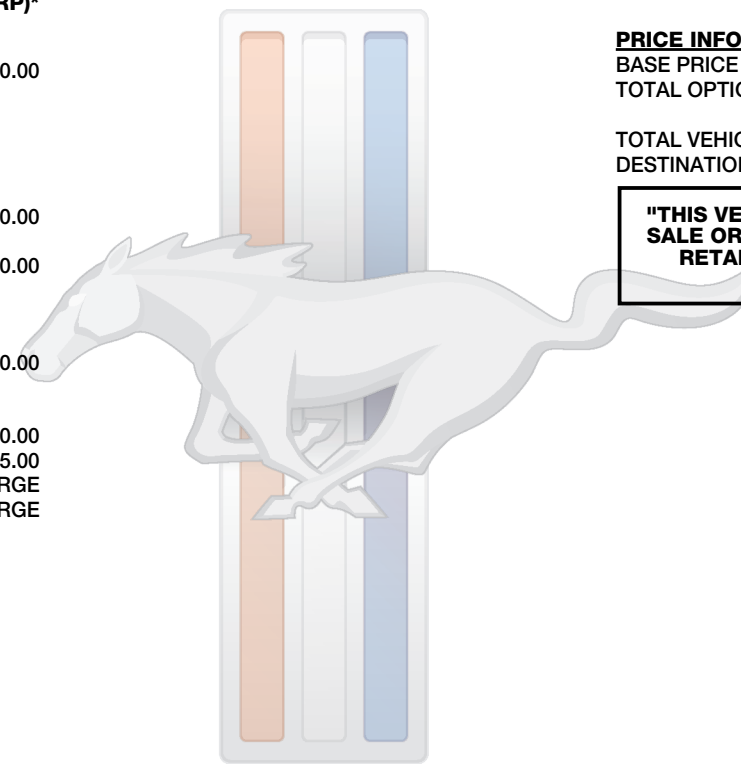 RP)*
0.00
0.00
0.00
0.00
0.00
5.00
RGE
RGE
PRICE INFO
BASE PRICE
TOTAL OPTIO
TOTAL VEHIC
DESTINATION
"THIS VE
SALE OR
RETAI